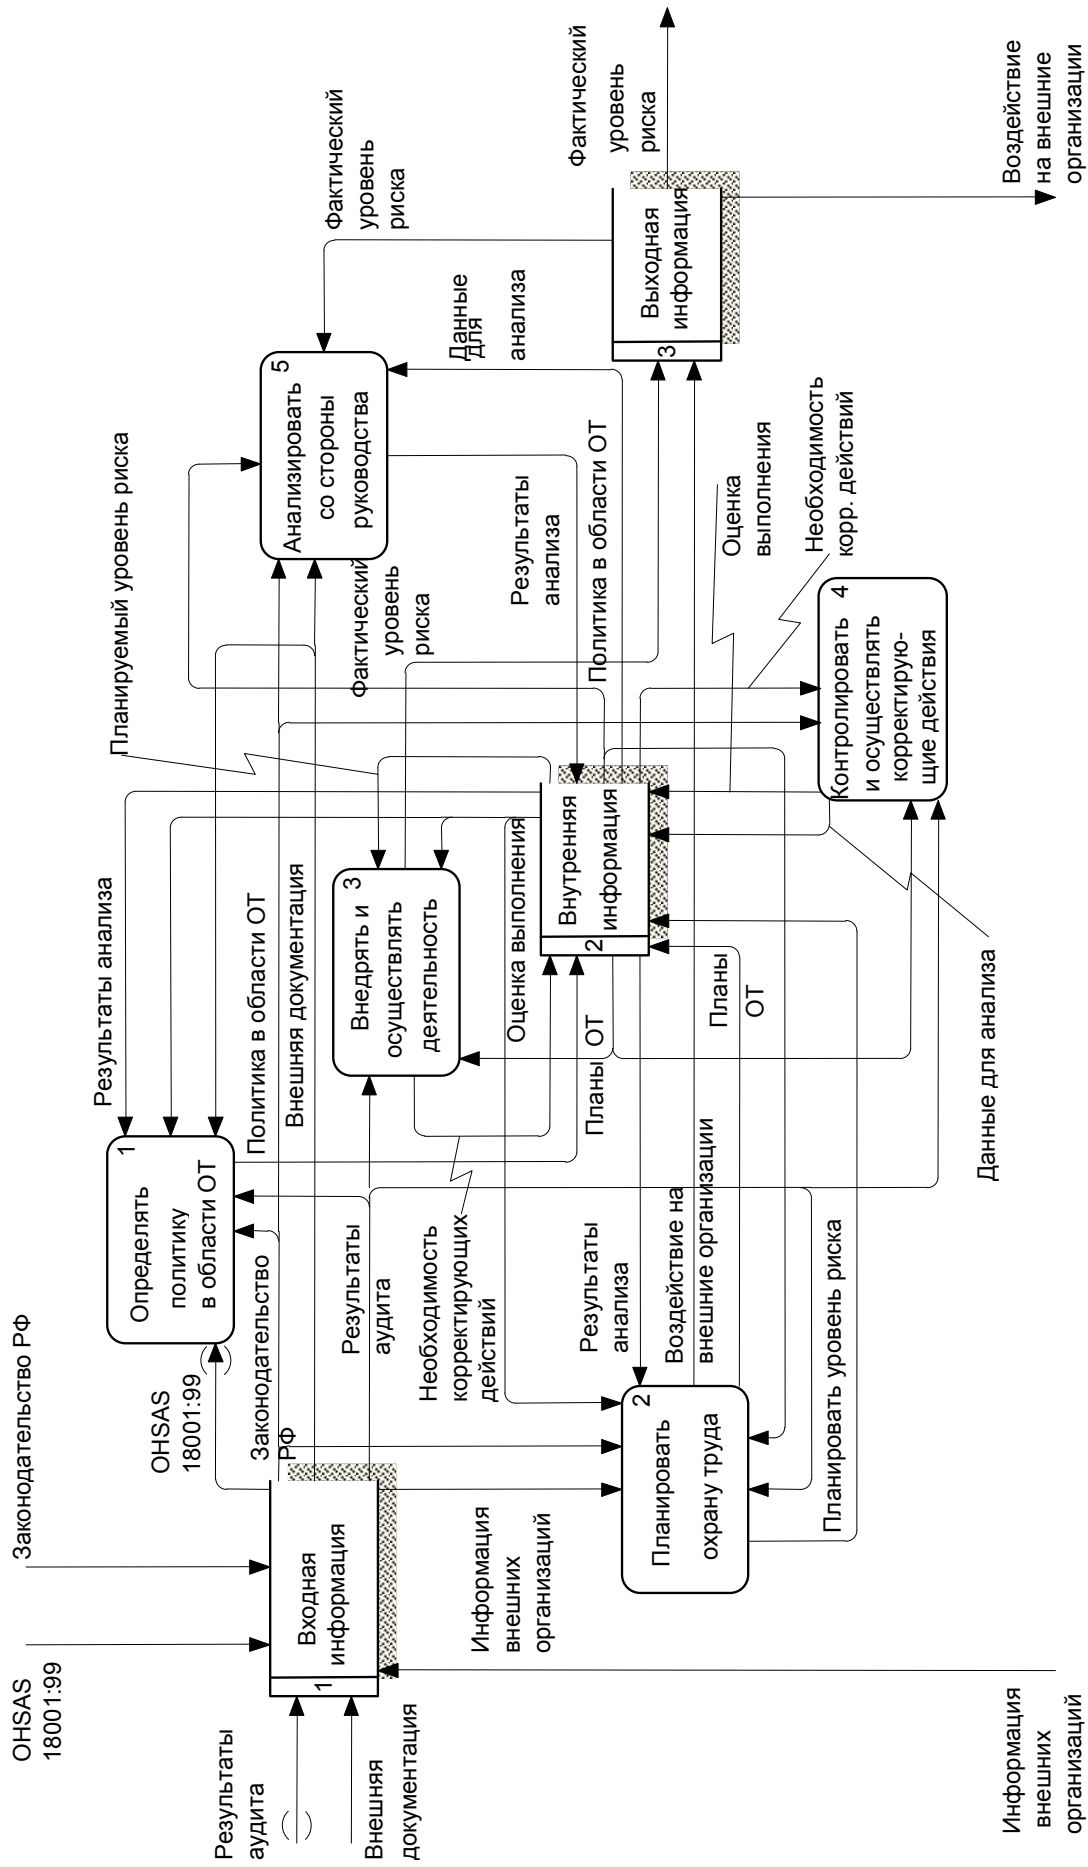 OHSAS
18001:99
Законодательство РФ
Результаты
аудита
Внешняя
документация
1
Входная
информация
OHSAS
18001:99
Законодательство
РФ
1
Определять
политику
в области ОТ
Результаты анализа
Политика в области ОТ
Внешняя документация
Результаты
аудита
Необходимость
корректирующих
действий
Планируемый уровень риска
3
Внедрять и
осуществлять
деятельность
Оценка выполнения
Планы ОТ
5
Анализировать
со стороны
руководства
Фактический
уровень
риска
Фактический
уровень
риска
Данные
для
анализа
Результаты
анализа
Политика в области ОТ
2
Внутренняя
информация
Планы
ОТ
Результаты
анализа
Воздействие на
внешние организации
Информация
внешних
организаций
2
Планировать
охрану труда
Планировать уровень риска
3
Выходная
информация
Фактический
уровень
риска
Оценка
выполнения
Необходимость
корр. действий
4
Контролировать
и осуществлять
корректирую-
щие действия
Данные для анализа
Информация
внешних
организаций
Воздействие
на внешние
организации